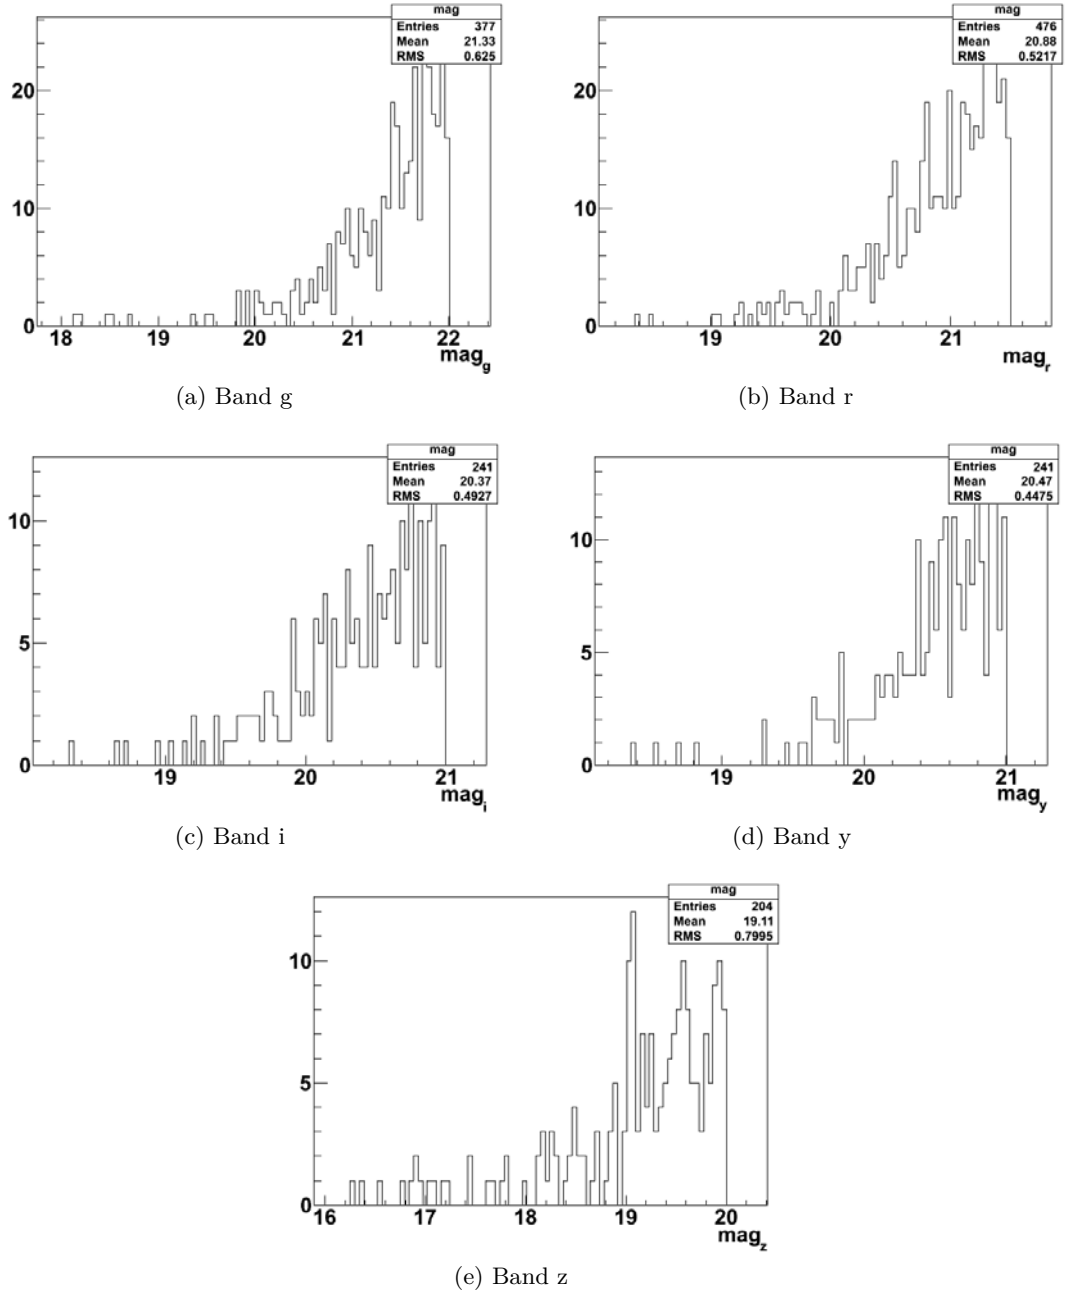 mag
Entries 377
Mean 21.33
RMS 0.625
20
10
0
18 19 20 21 22
mag_g
(a) Band g
mag
Entries 476
Mean 20.88
RMS 0.5217
20
10
0
19 20 21
mag_r
(b) Band r
mag
Entries 241
Mean 20.37
RMS 0.4927
10
5
0
19 20 21
mag_i
(c) Band i
mag
Entries 241
Mean 20.47
RMS 0.4475
10
5
0
19 20 21
mag_y
(d) Band y
mag
Entries 204
Mean 19.11
RMS 0.7995
10
5
0
16 17 18 19 20
mag_z
(e) Band z